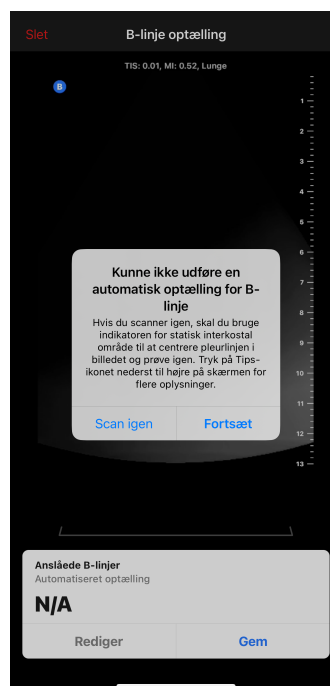 Slet
B-linje optælling
TIS: 0.01, MI: 0.52, Lunge
B
1
2
3
4
Kunne ikke udføre en
automatisk optælling for B-
linje
Hvis du scanner igen, skal du bruge
indikatoren for statisk interkostal
område til at centrere pleurlinjen i
billedet og prøve igen. Tryk på Tips-
ikonet nederst til højre på skærmen for
flere oplysninger.
Scan igen
Fortsæt
5
6
7
8
9
10
11
12
13
Anslåede B-linjer
Automatiseret optælling
N/A
Rediger
Gem